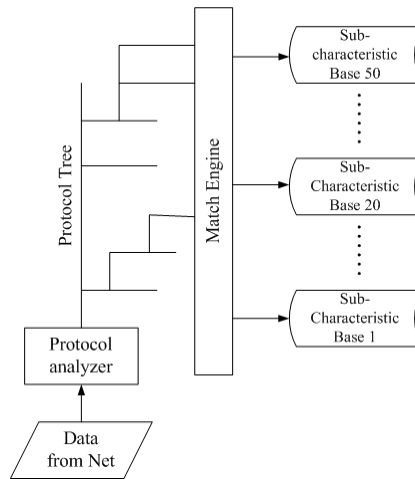 Sub-
characteristic
Base 50
Sub-
Characteristic
Base 20
Sub-
Characteristic
Base 1
Match Engine
Protocol Tree
Protocol
analyzer
Data
from Net